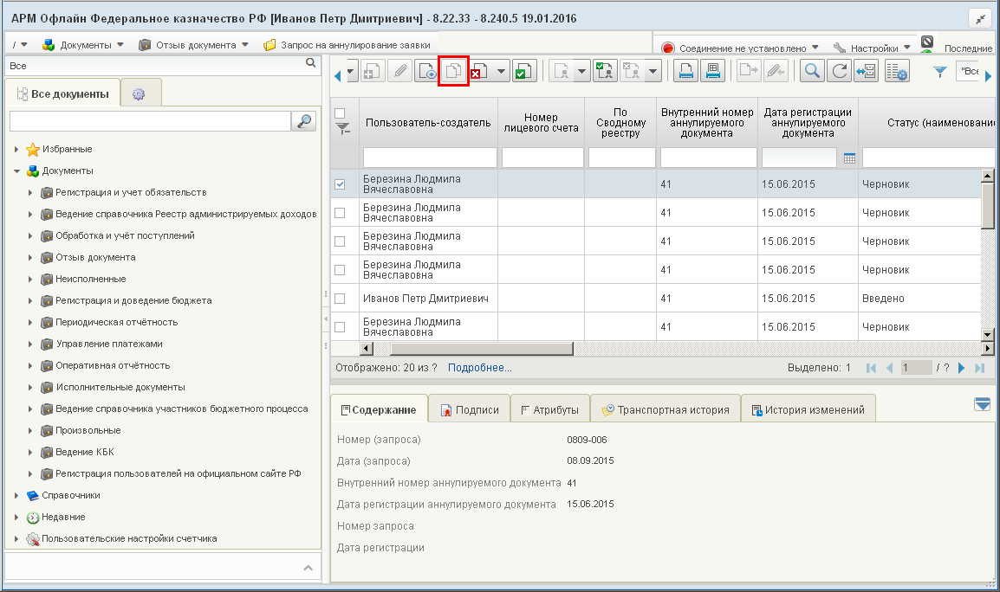 АРМ Офлайн Федеральное казначество РФ [Иванов Петр Дмитриевич] - 8.22.33 - 8.240.5 19.01.2016
/ Документы Отзыв документа Запрос на аннулирование заявки
Соединение не установлено Настройки Последние
Все
"Все
Все документы
Избранные
Документы
Регистрация и учет обязательств
Ведение справочника Реестр администрируемых доходов
Обработка и учёт поступлений
Отзыв документа
Неисполненные
Регистрация и доведение бюджета
Периодическая отчётность
Управление платежами
Оперативная отчётность
Исполнительные документы
Ведение справочника участников бюджетного процесса
Произвольные
Ведение КБК
Регистрация пользователей на официальном сайте РФ
Справочники
Недавние
Пользовательские настройки счетчика
Пользователь-создатель
Номер
лицевого счета
По
Сводному
реестру
Внутренний номер
аннулируемого
документа
Дата регистрации
аннулируемого
документа
Статус (наименование
Березина Людмила
Вячеславовна
41 15.06.2015 Черновик
Березина Людмила
Вячеславовна
41 15.06.2015 Черновик
Березина Людмила
Вячеславовна
41 15.06.2015 Черновик
Березина Людмила
Вячеславовна
41 15.06.2015 Черновик
Иванов Петр Дмитриевич 41 15.06.2015 Введено
Березина Людмила
Вячеславовна
41 15.06.2015 Черновик
Отображено: 20 из ? Подробнее... Выделено: 1 1 / ?
Содержание Подписи Атрибуты Транспортная история История изменений
Номер (запроса) 0809-006
Дата (запроса) 08.09.2015
Внутренний номер аннулируемого документа 41
Дата регистрации аннулируемого документа 15.06.2015
Номер запроса
Дата регистрации